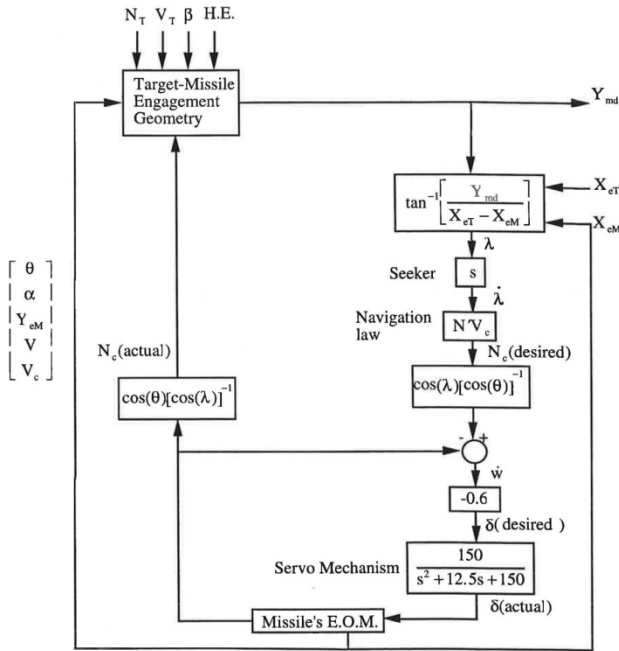 N_T V_T β H.E.
Target-Missile
Engagement
Geometry
Y_md
tan⁻¹ [ Y_md / (X_eT − X_eM) ]
X_eT
X_eM
λ
Seeker
s
λ̇
Navigation
law
N'V_c
N_c(desired)
cos(λ)[cos(θ)]⁻¹
- +
ẇ
-0.6
δ(desired )
Servo Mechanism
150 / (s² + 12.5s + 150)
δ(actual)
Missile's E.O.M.
N_c(actual)
cos(θ)[cos(λ)]⁻¹
θ
α
Y_eM
V
V_c